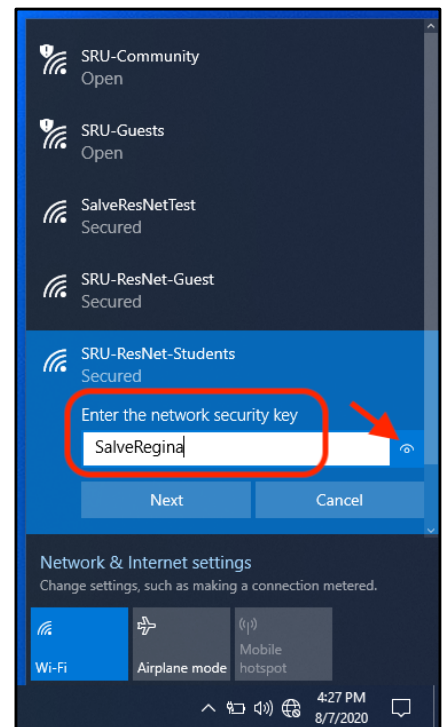 SRU-Community
Open
SRU-Guests
Open
SalveResNetTest
Secured
SRU-ResNet-Guest
Secured
SRU-ResNet-Students
Secured
Enter the network security key
SalveRegina
Next Cancel
Network & Internet settings
Change settings, such as making a connection metered.
Wi-Fi Airplane mode Mobile hotspot
4:27 PM
8/7/2020